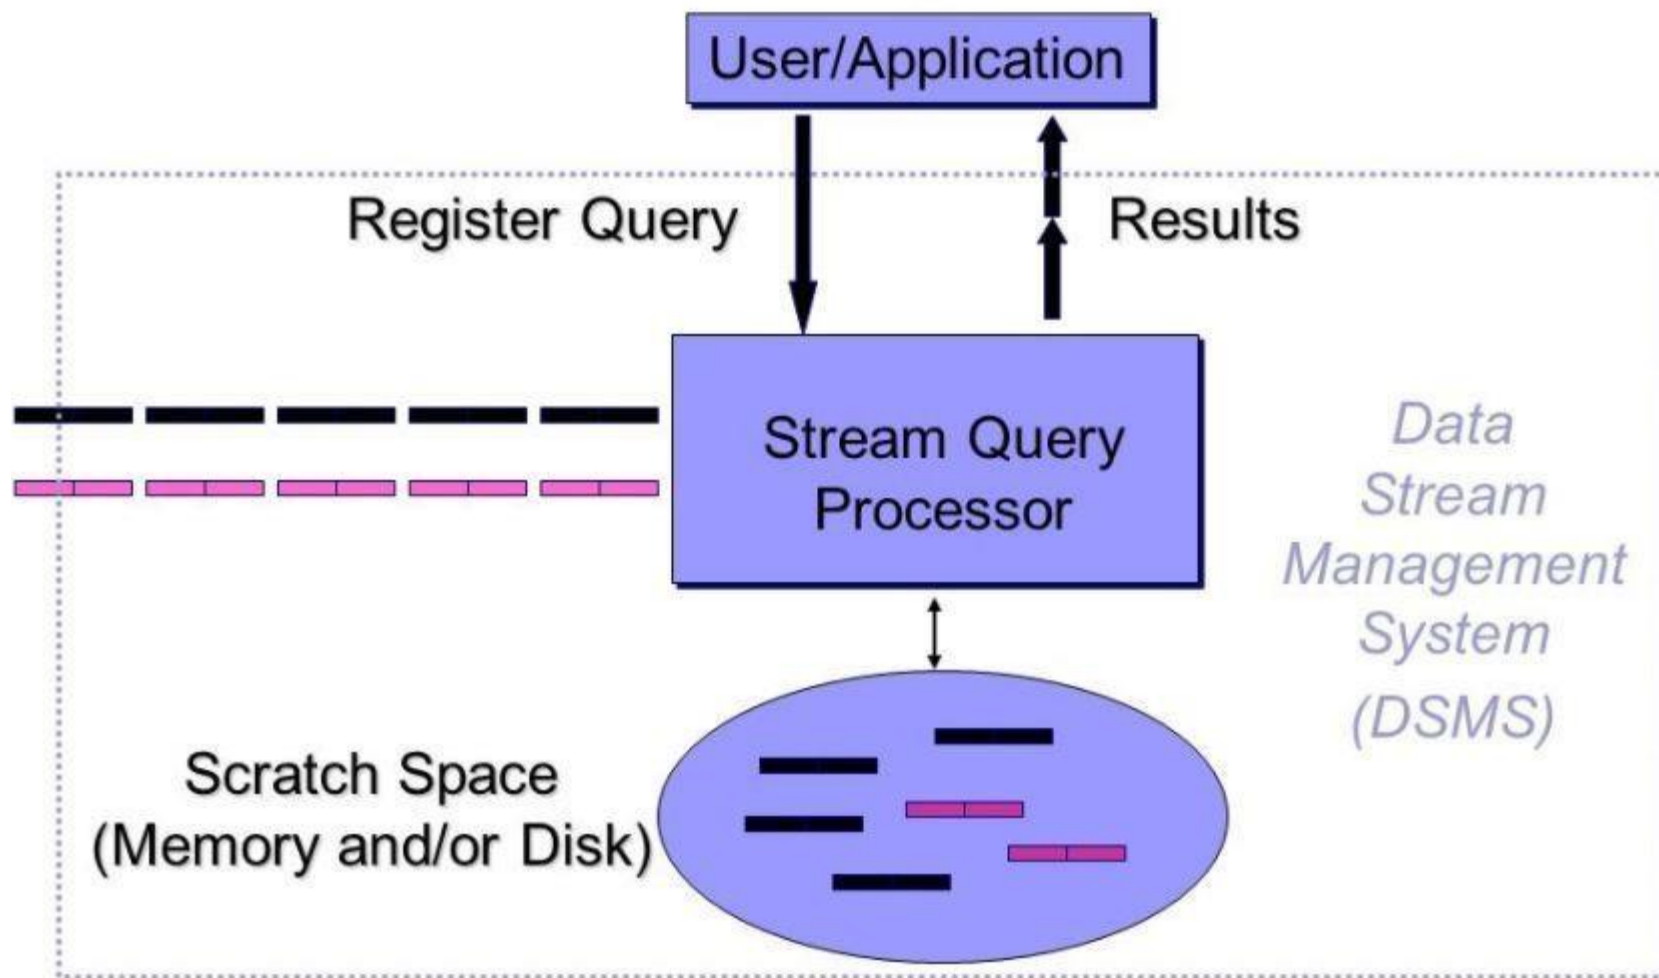 User/Application
Register Query
Results
Stream Query
Processor
Data
Stream
Management
System
(DSMS)
Scratch Space
(Memory and/or Disk)